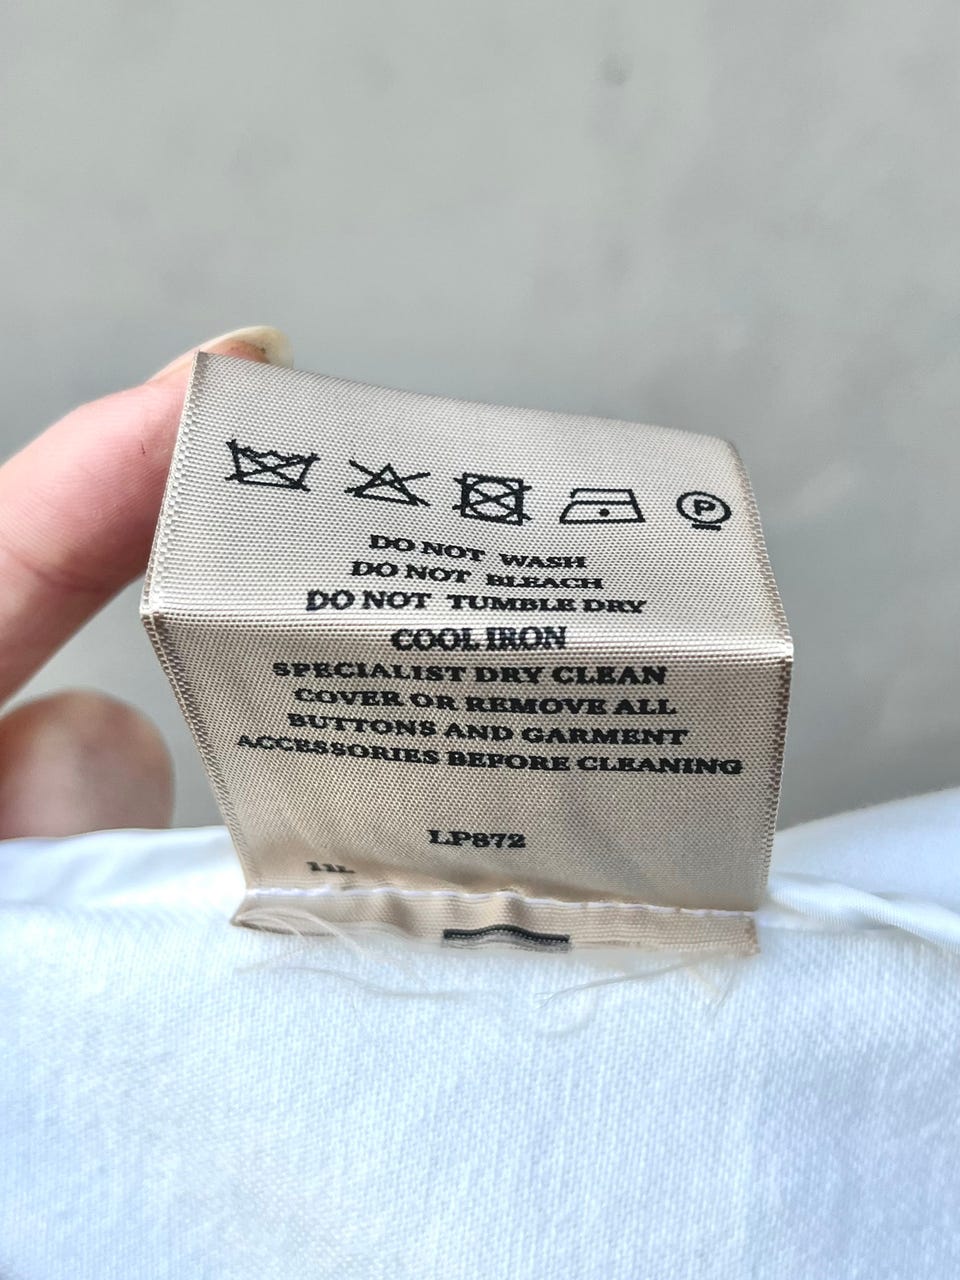 P
DO NOT WASH
DO NOT BLEACH
DO NOT TUMBLE DRY
COOL IRON
SPECIALIST DRY CLEAN
COVER OR REMOVE ALL
BUTTONS AND GARMENT
ACCESSORIES BEFORE CLEANING
LP872